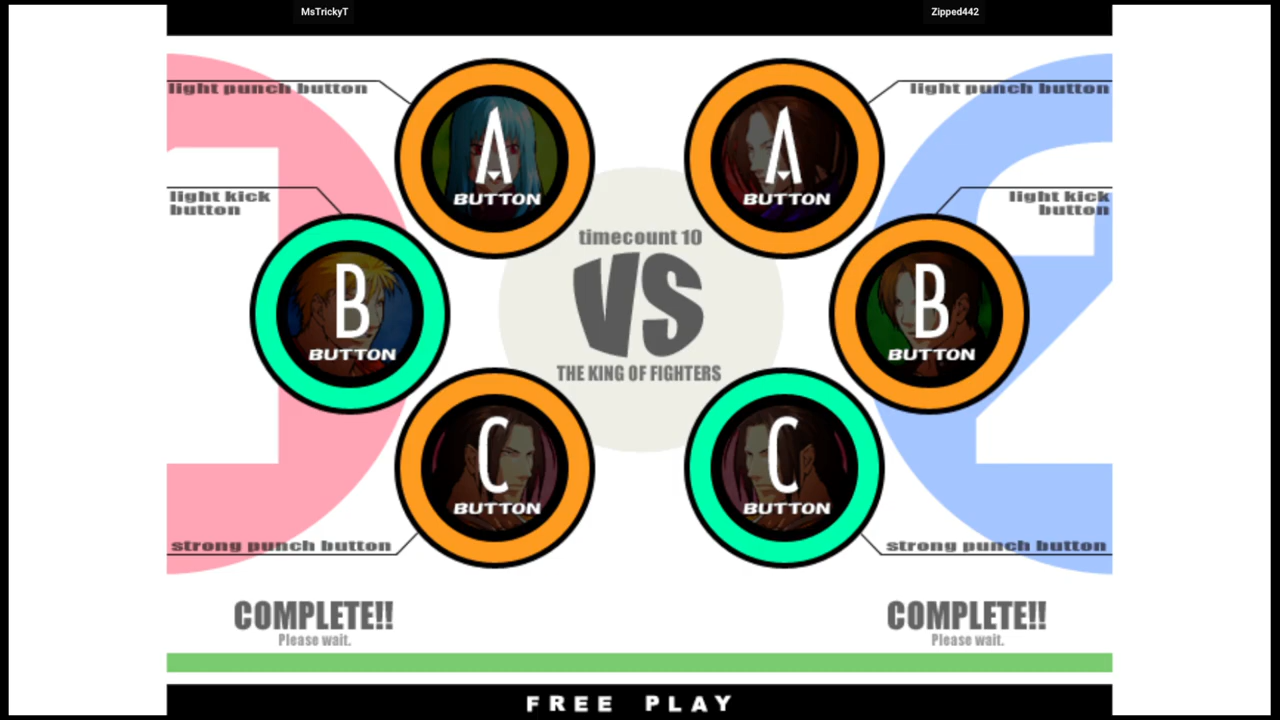 MsTrickyT
Zipped442
light punch button
light punch button
A
BUTTON
A
BUTTON
light kick
button
light kick
button
timecount 10
VS
THE KING OF FIGHTERS
B
BUTTON
B
BUTTON
C
BUTTON
C
BUTTON
strong punch button
strong punch button
COMPLETE!!
Please wait.
COMPLETE!!
Please wait.
FREE PLAY